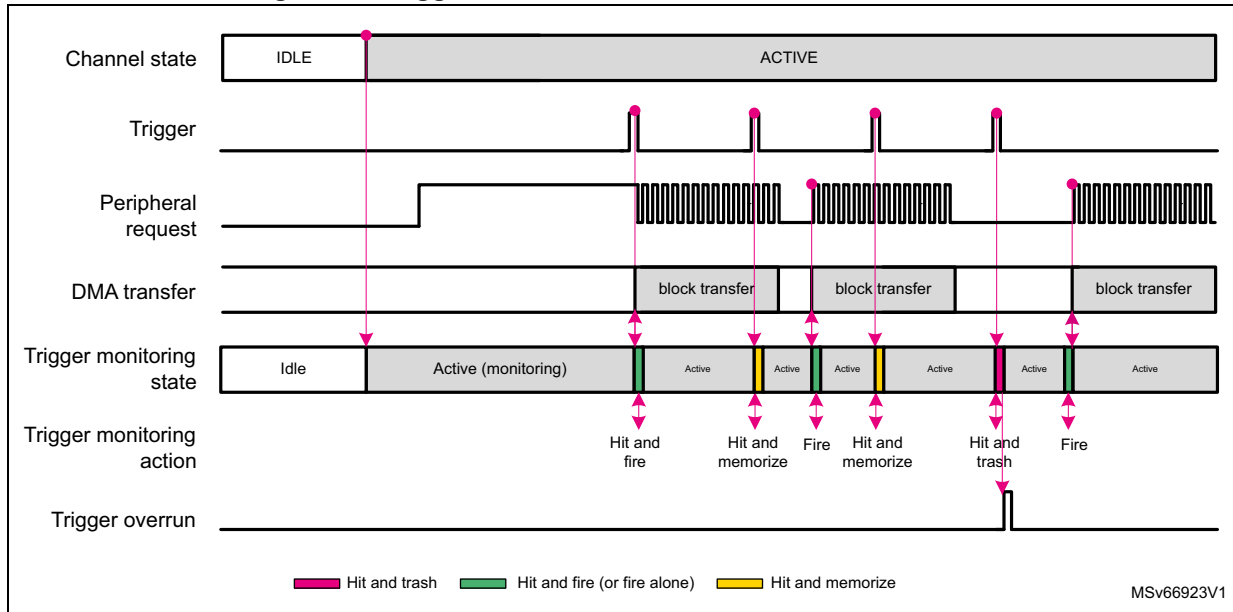 Channel state
IDLE
ACTIVE
Trigger
Peripheral
request
DMA transfer
block transfer
block transfer
block transfer
Trigger monitoring
state
Idle
Active (monitoring)
Active
Active
Active
Active
Active
Active
Trigger monitoring
action
Hit and
fire
Hit and
memorize
Fire
Hit and
memorize
Hit and
trash
Fire
Trigger overrun
Hit and trash
Hit and fire (or fire alone)
Hit and memorize
MSv66923V1